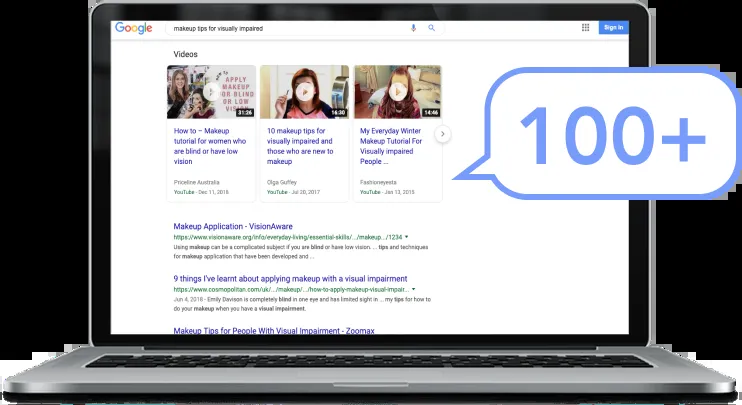 Google
makeup tips for visually impaired
Sign In
Videos
APPLY
MAKEUP
OR BLIND
OR LOW
VISION
31:26
16:30
14:46
How to – Makeup
tutorial for women who
are blind or have low
vision
Priceline Australia
YouTube - Dec 11, 2018
10 makeup tips for
visually impaired and
those who are new to
makeup
Olga Guffey
YouTube - Jul 20, 2017
My Everyday Winter
Makeup Tutorial For
Visually impaired
People ...
Fashioneyesta
YouTube - Jan 13, 2015
100+
Makeup Application - VisionAware
https://www.visionaware.org/info/everyday-living/essential-skills/.../makeup.../1234
Using makeup can be a complicated subject if you are blind or have low vision. ... tips and techniques
for makeup application that have been developed and ...
9 things I've learnt about applying makeup with a visual impairment
https://www.cosmopolitan.com/uk/.../makeup/.../how-to-apply-makeup-visual-impair...
Jun 4, 2018 - Emily Davison is completely blind in one eye and has limited sight in ... my tips for how to
do your makeup when you have a visual impairment.
Makeup Tips for People With Visual Impairment - Zoomax